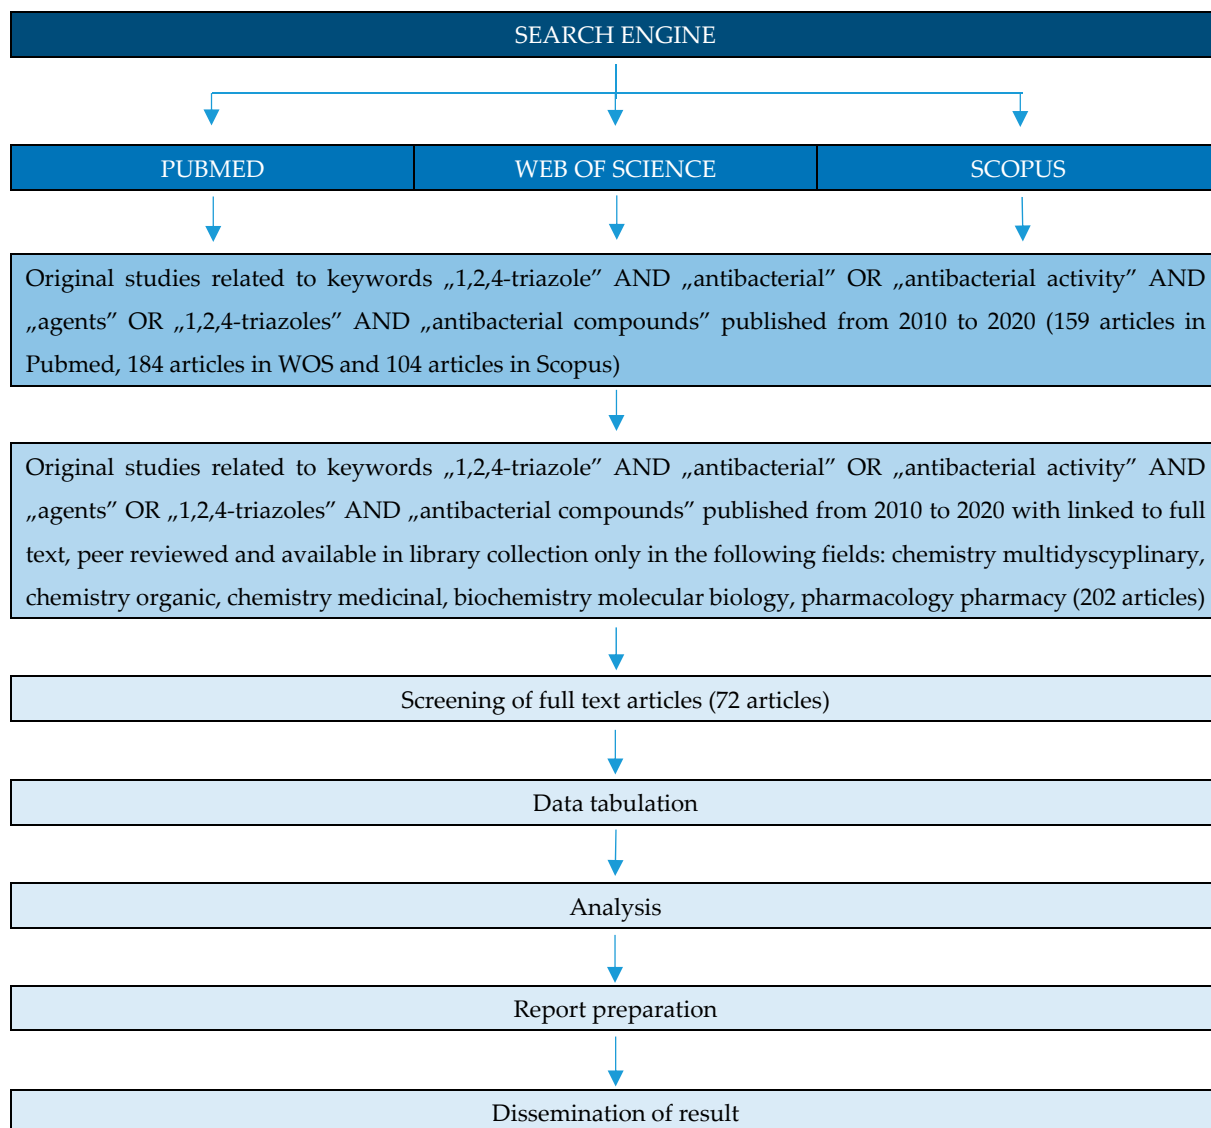 SEARCH ENGINE
PUBMED
WEB OF SCIENCE
SCOPUS
Original studies related to keywords „1,2,4-triazole” AND „antibacterial” OR „antibacterial activity” AND
„agents” OR „1,2,4-triazoles” AND „antibacterial compounds” published from 2010 to 2020 (159 articles in
Pubmed, 184 articles in WOS and 104 articles in Scopus)
Original studies related to keywords „1,2,4-triazole” AND „antibacterial” OR „antibacterial activity” AND
„agents” OR „1,2,4-triazoles” AND „antibacterial compounds” published from 2010 to 2020 with linked to full
text, peer reviewed and available in library collection only in the following fields: chemistry multidyscyplinary,
chemistry organic, chemistry medicinal, biochemistry molecular biology, pharmacology pharmacy (202 articles)
Screening of full text articles (72 articles)
Data tabulation
Analysis
Report preparation
Dissemination of result